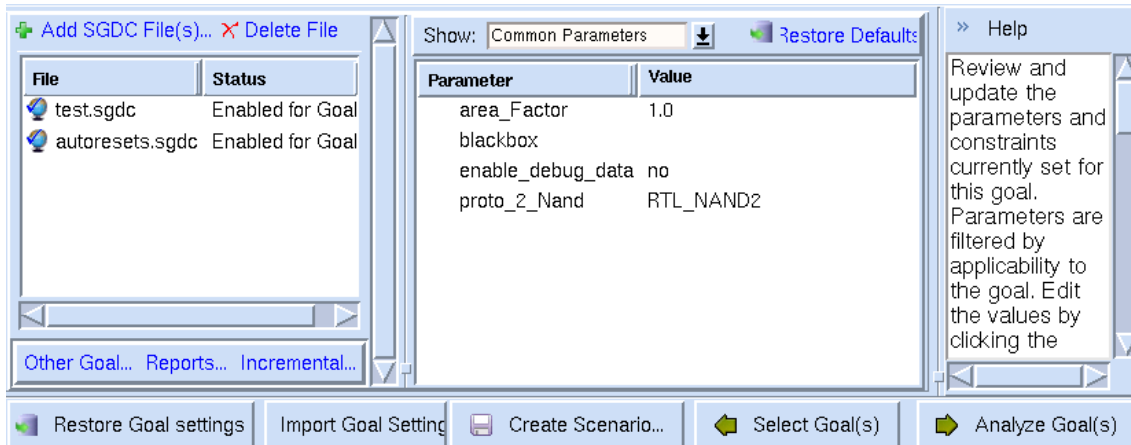 Add SGDC File(s)... Delete File
File Status
test.sgdc Enabled for Goal
autoresets.sgdc Enabled for Goal
Other Goal... Reports... Incremental...
Show: Common Parameters Restore Defaults
Parameter Value
area_Factor 1.0
blackbox
enable_debug_data no
proto_2_Nand RTL_NAND2
» Help
Review and
update the
parameters and
constraints
currently set for
this goal.
Parameters are
filtered by
applicability to
the goal. Edit
the values by
clicking the
Restore Goal settings Import Goal Setting Create Scenario... Select Goal(s) Analyze Goal(s)